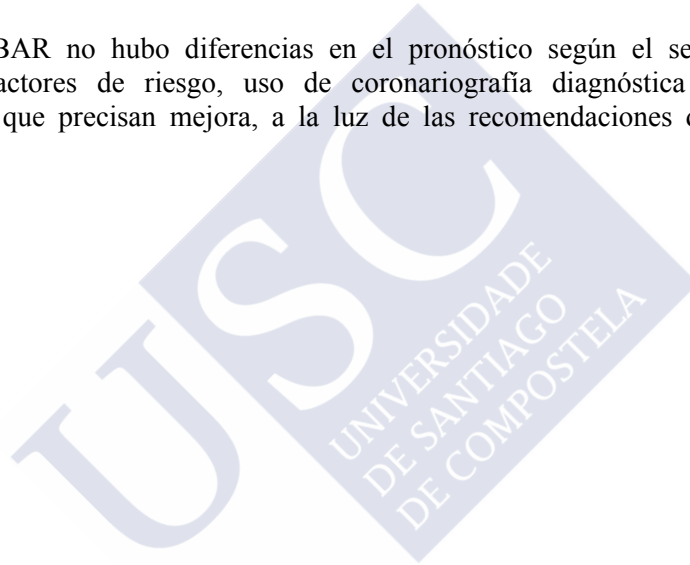 BAR no hubo diferencias en el pronóstico según el se
actores de riesgo, uso de coronariografía diagnóstica
que precisan mejora, a la luz de las recomendaciones
USC
UNIVERSIDADE
DE SANTIAGO
DE COMPOSTELA